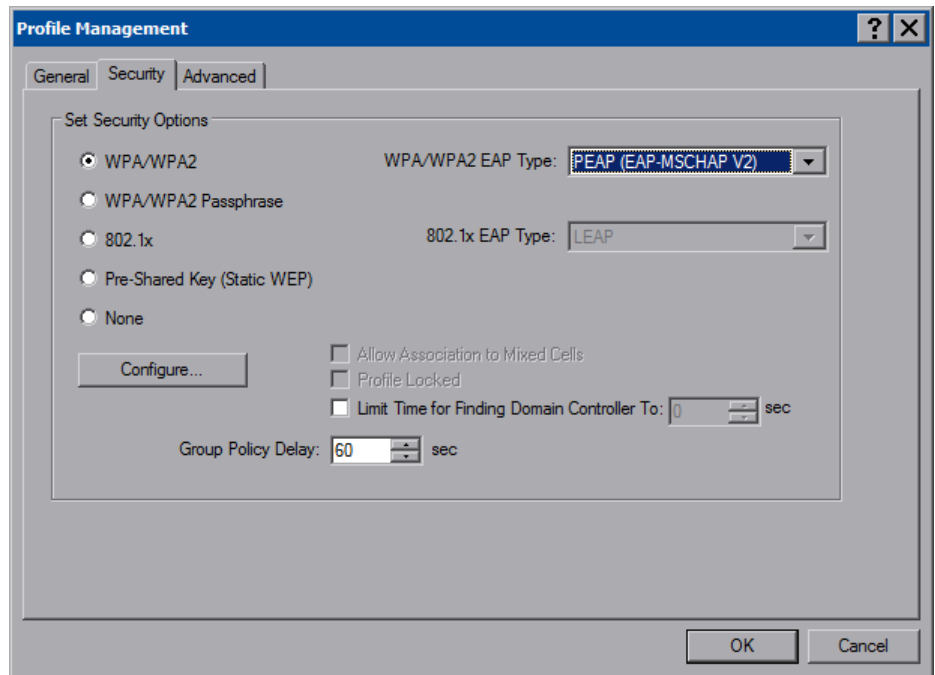 Profile Management
General Security Advanced
Set Security Options
WPA/WPA2 WPA/WPA2 EAP Type: PEAP (EAP-MSCHAP V2)
WPA/WPA2 Passphrase
802.1x 802.1x EAP Type: LEAP
Pre-Shared Key (Static WEP)
None
Allow Association to Mixed Cells
Configure... Profile Locked
Limit Time for Finding Domain Controller To: 0 sec
Group Policy Delay: 60 sec
OK Cancel